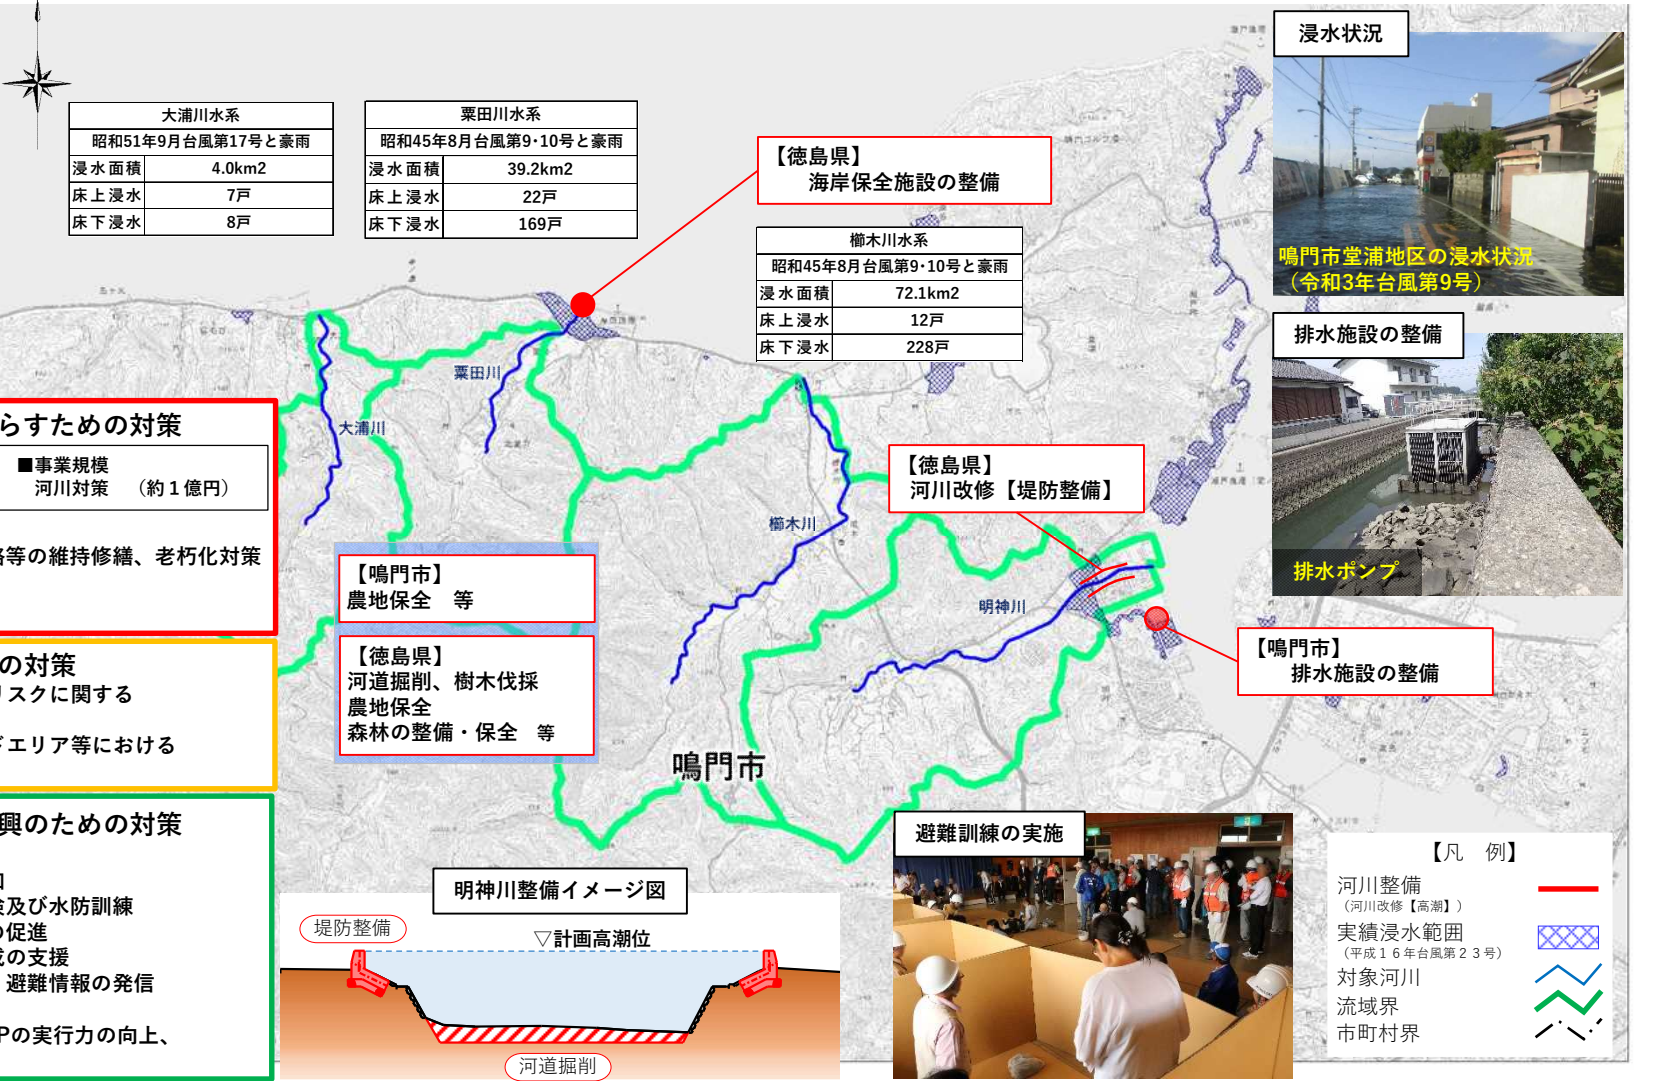 大浦川水系
昭和51年9月台風第17号と豪雨
浸水面積 4.0km2
床上浸水 7戸
床下浸水 8戸
粟田川水系
昭和45年8月台風第9・10号と豪雨
浸水面積 39.2km2
床上浸水 22戸
床下浸水 169戸
【徳島県】
海岸保全施設の整備
櫛木川水系
昭和45年8月台風第9・10号と豪雨
浸水面積 72.1km2
床上浸水 12戸
床下浸水 228戸
浸水状況
鳴門市堂浦地区の浸水状況
（令和3年台風第9号）
排水施設の整備
排水ポンプ
粟田川
大浦川
櫛木川
明神川
【徳島県】
河川改修【堤防整備】
【鳴門市】
排水施設の整備
らすための対策
■事業規模
河川対策 （約１億円）
等の維持修繕、老朽化対策
【鳴門市】
農地保全 等
【徳島県】
河道掘削、樹木伐採
農地保全
森林の整備・保全 等
鳴門市
の対策
リスクに関する
ドエリア等における
興のための対策
及び水防訓練
の促進
の支援
避難情報の発信
Pの実行力の向上、
明神川整備イメージ図
堤防整備
▽計画高潮位
河道掘削
避難訓練の実施
【凡 例】
河川整備
（河川改修【高潮】）
実績浸水範囲
（平成１６年台風第２３号）
対象河川
流域界
市町村界